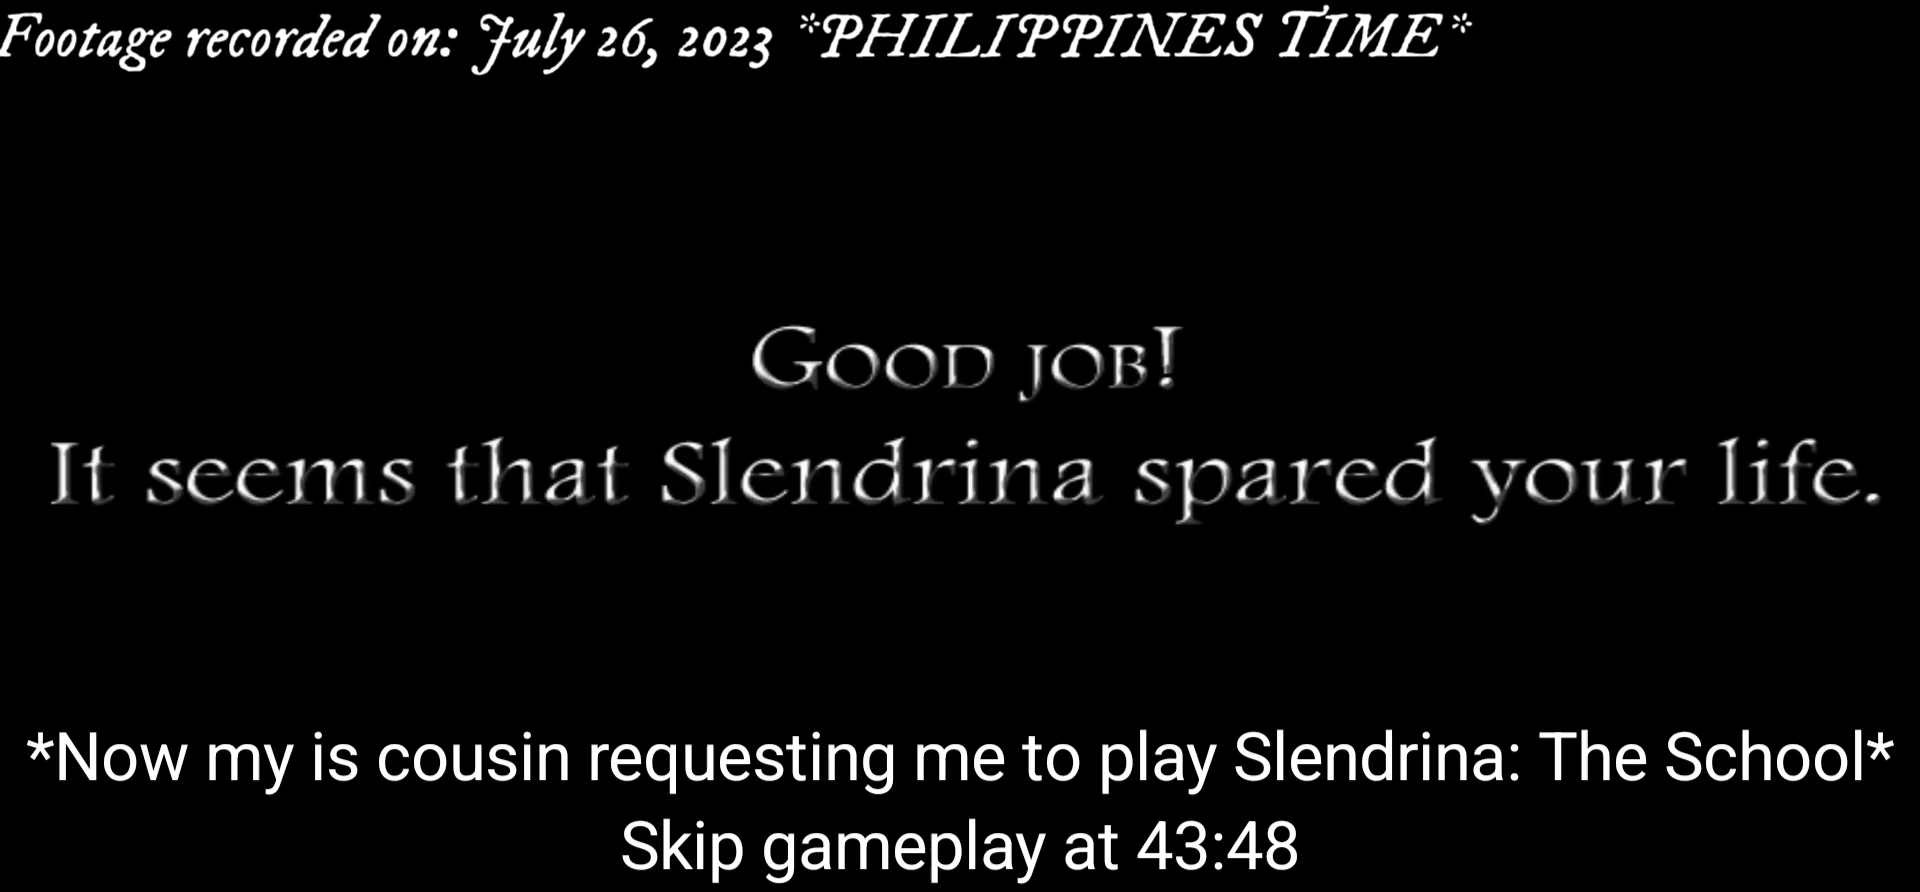 Footage recorded on: July 26, 2023 *PHILIPPINES TIME*
Good job!
It seems that Slendrina spared your life.
*Now my is cousin requesting me to play Slendrina: The School*
Skip gameplay at 43:48